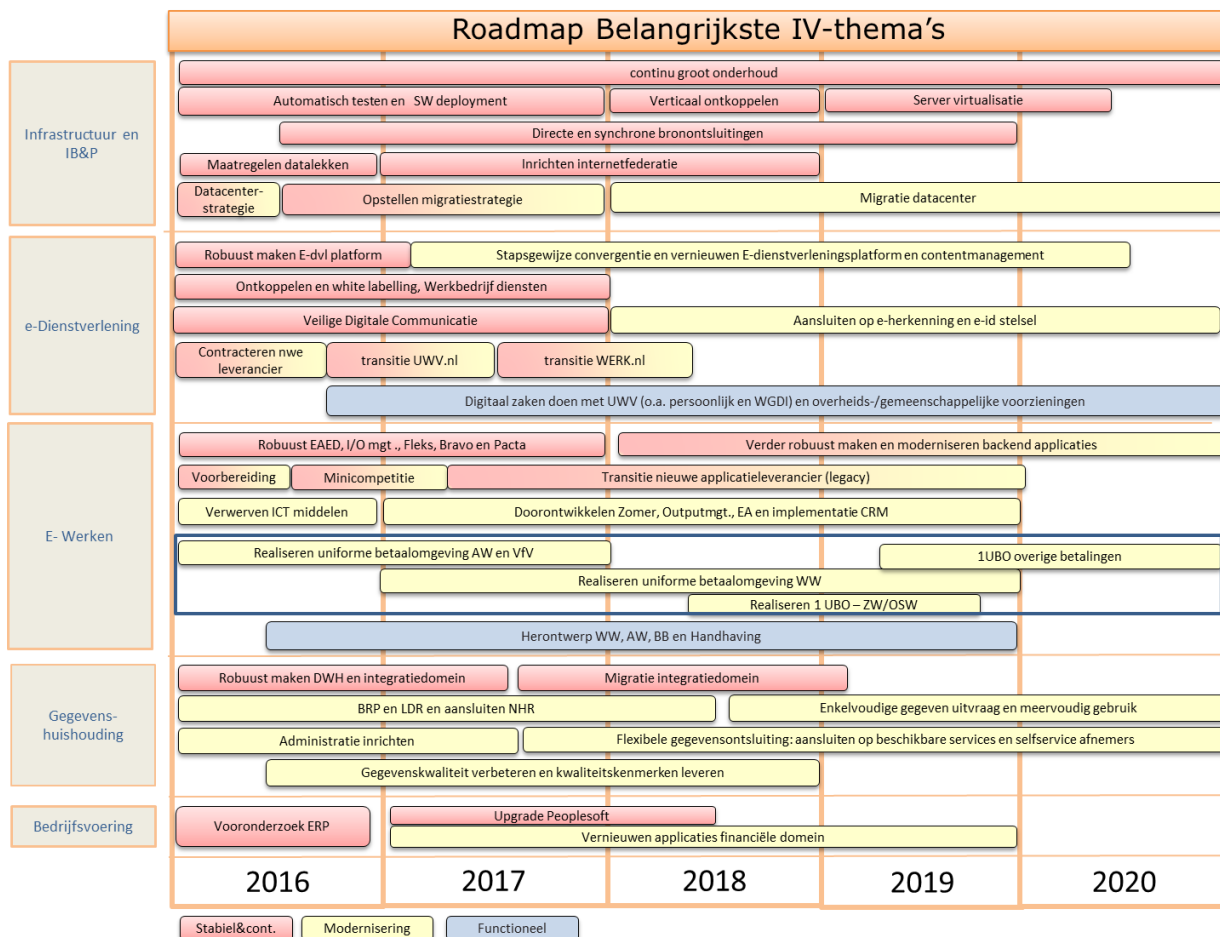 Roadmap Belangrijkste IV-thema's
Infrastructuur en
IB&P
continu groot onderhoud
Automatisch testen en SW deployment
Verticaal ontkoppelen
Server virtualisatie
Directe en synchrone bronontsluitingen
Maatregelen datalekken
Inrichten internetfederatie
Datacenter-
strategie
Opstellen migratiestrategie
Migratie datacenter
e-Dienstverlening
Robuust maken E-dvl platform
Stapsgewijze convergentie en vernieuwen E-dienstverleningsplatform en contentmanagement
Ontkoppelen en white labelling, Werkbedrijf diensten
Veilige Digitale Communicatie
Aansluiten op e-herkenning en e-id stelsel
Contracteren nwe
leverancier
transitie UWV.nl
transitie WERK.nl
Digitaal zaken doen met UWV (o.a. persoonlijk en WGDI) en overheids-/gemeenschappelijke voorzieningen
E- Werken
Robuust EAED, I/O mgt ., Fleks, Bravo en Pacta
Verder robuust maken en moderniseren backend applicaties
Voorbereiding
Minicompetitie
Transitie nieuwe applicatieleverancier (legacy)
Verwerven ICT middelen
Doorontwikkelen Zomer, Outputmgt., EA en implementatie CRM
Realiseren uniforme betaalomgeving AW en VfV
1UBO overige betalingen
Realiseren uniforme betaalomgeving WW
Realiseren 1 UBO – ZW/OSW
Herontwerp WW, AW, BB en Handhaving
Gegevens-
huishouding
Robuust maken DWH en integratiedomein
Migratie integratiedomein
BRP en LDR en aansluiten NHR
Enkelvoudige gegeven uitvraag en meervoudig gebruik
Administratie inrichten
Flexibele gegevensontsluiting: aansluiten op beschikbare services en selfservice afnemers
Gegevenskwaliteit verbeteren en kwaliteitskenmerken leveren
Bedrijfsvoering
Vooronderzoek ERP
Upgrade Peoplesoft
Vernieuwen applicaties financiële domein
2016
2017
2018
2019
2020
Stabiel&cont.
Modernisering
Functioneel